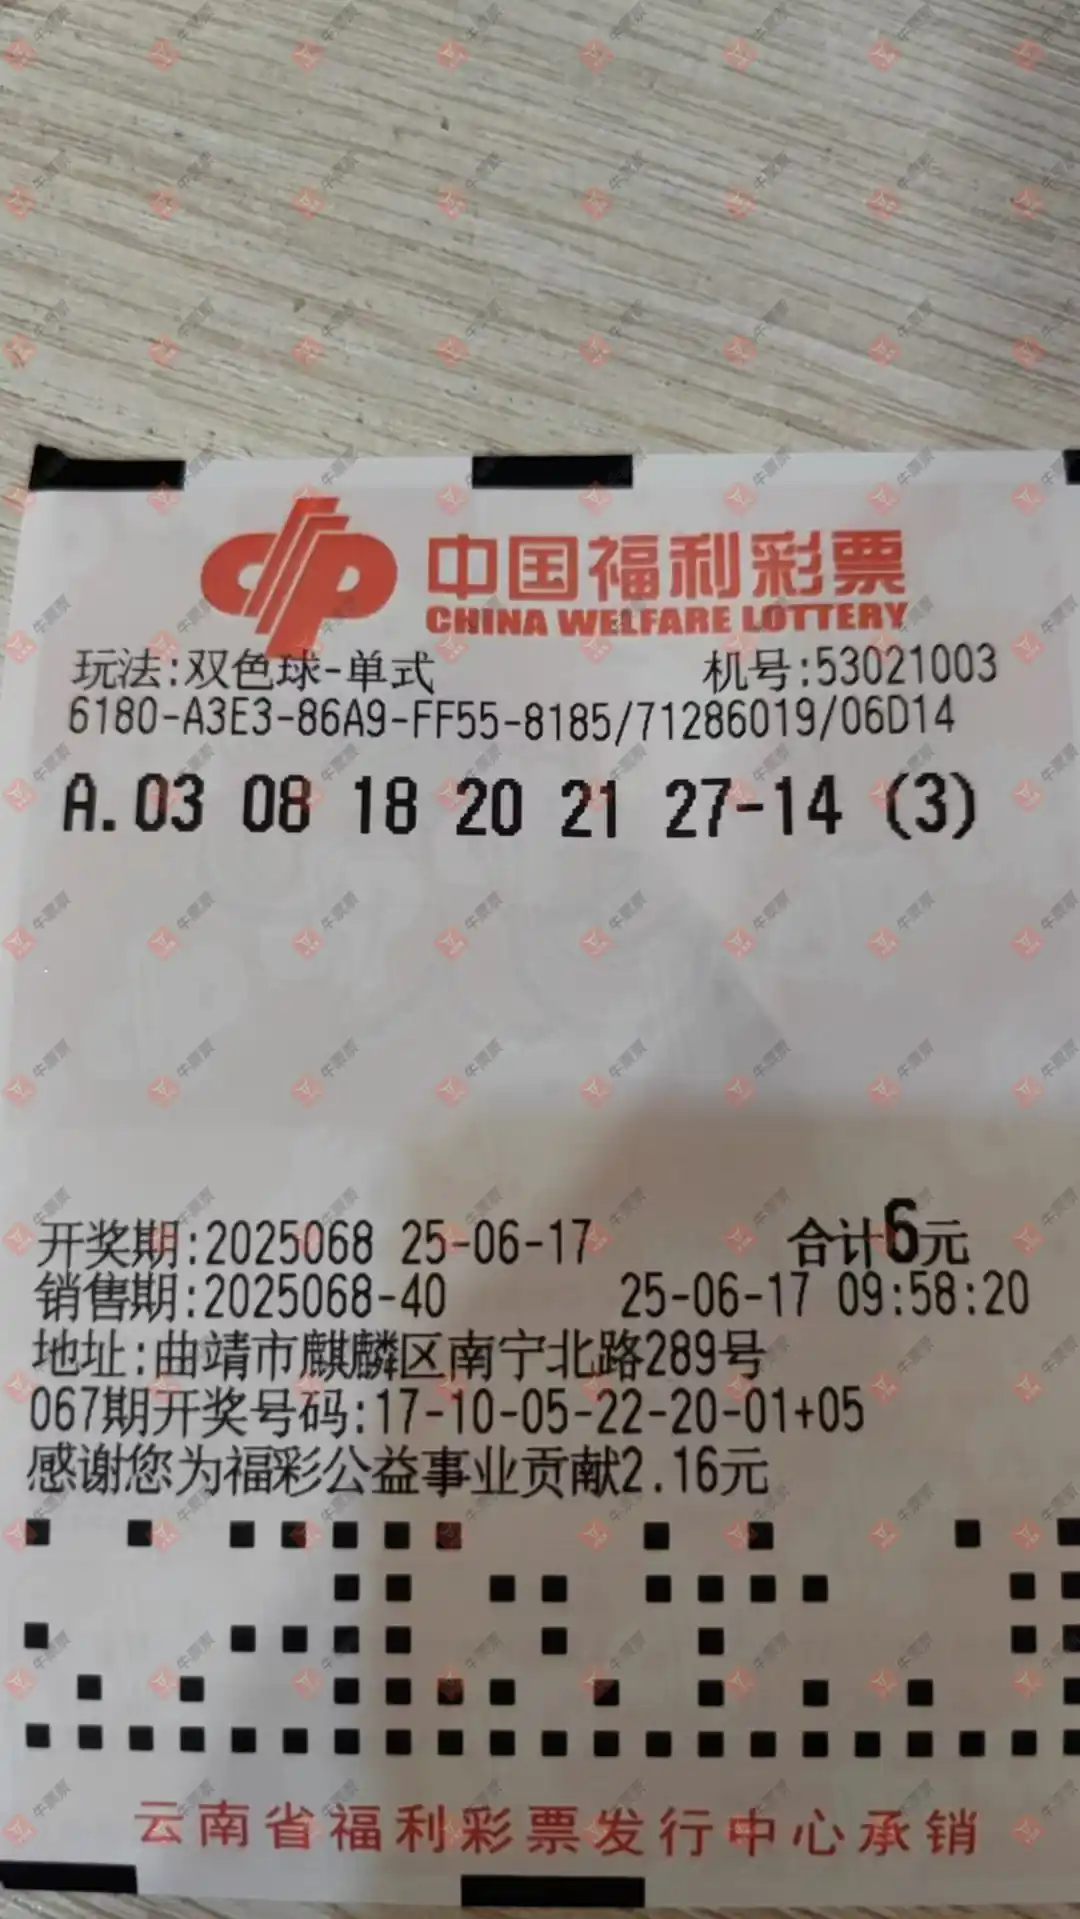 中国福利彩票
CHINA WELFARE LOTTERY
玩法:双色球-单式 机号:53021003
6180-A3E3-86A9-FF55-8185/71286019/06D14
A.03 08 18 20 21 27-14 (3)
开奖期:2025068 25-06-17 合计6元
销售期:2025068-40 25-06-17 09:58:20
地址:曲靖市麒麟区南宁北路289号
067期开奖号码:17-10-05-22-20-01+05
感谢您为福彩公益事业贡献2.16元
云南省福利彩票发行中心承销